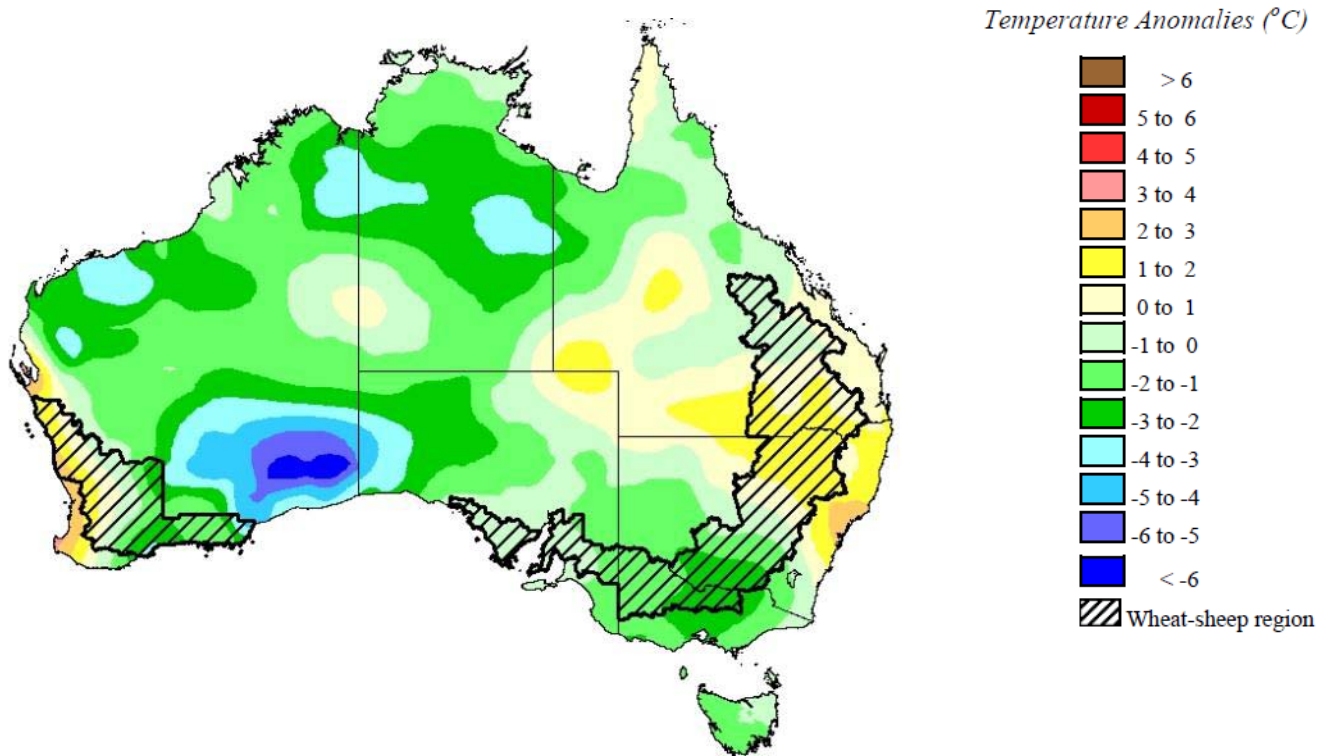 Temperature Anomalies (°C)
> 6
5 to 6
4 to 5
3 to 4
2 to 3
1 to 2
0 to 1
-1 to 0
-2 to -1
-3 to -2
-4 to -3
-5 to -4
-6 to -5
< -6
Wheat-sheep region